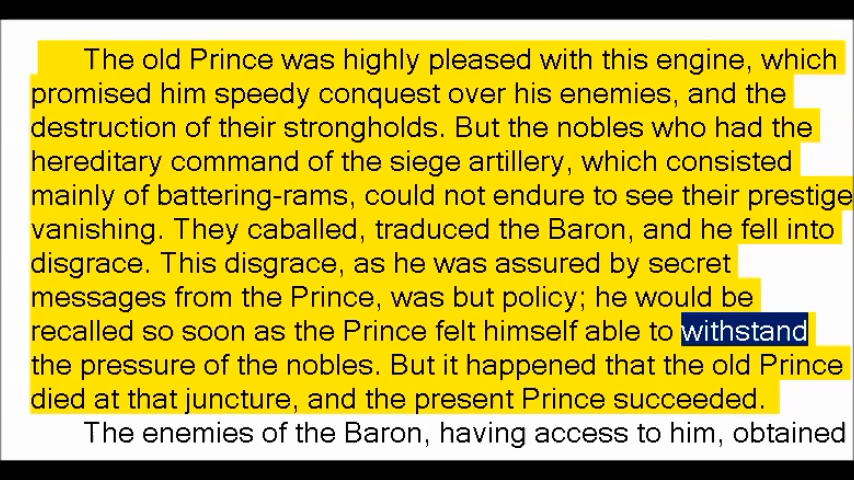 The old Prince was highly pleased with this engine, which
promised him speedy conquest over his enemies, and the
destruction of their strongholds. But the nobles who had the
hereditary command of the siege artillery, which consisted
mainly of battering-rams, could not endure to see their prestige
vanishing. They caballed, traduced the Baron, and he fell into
disgrace. This disgrace, as he was assured by secret
messages from the Prince, was but policy; he would be
recalled so soon as the Prince felt himself able to withstand
the pressure of the nobles. But it happened that the old Prince
died at that juncture, and the present Prince succeeded.
The enemies of the Baron, having access to him, obtained